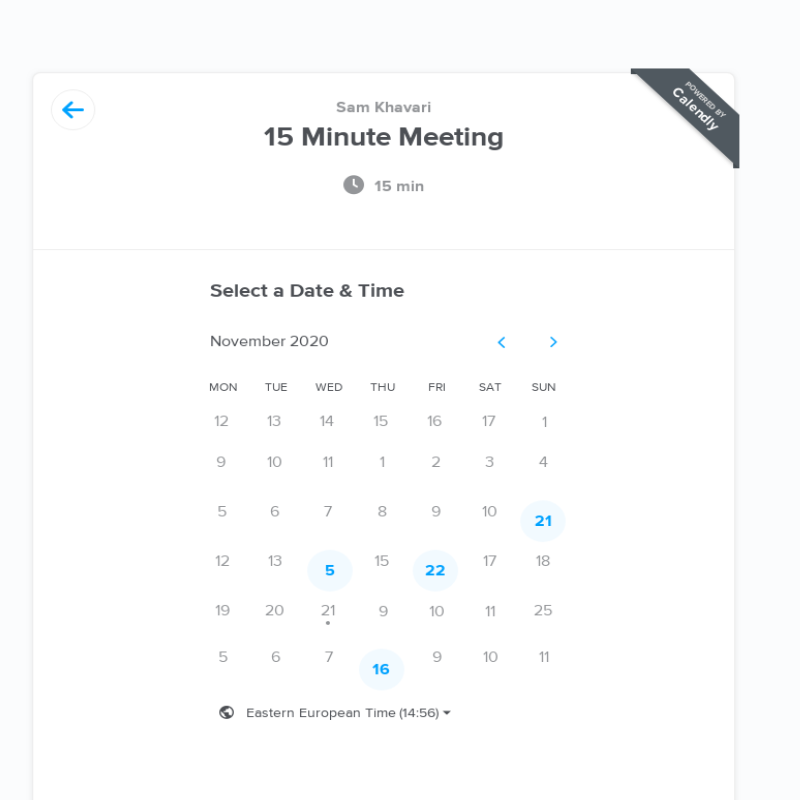 POWERED BY
Calendly
Sam Khavari
15 Minute Meeting
15 min
Select a Date & Time
November 2020
MON TUE WED THU FRI SAT SUN
12 13 14 15 16 17 1
9 10 11 1 2 3 4
5 6 7 8 9 10 21
12 13 5 15 22 17 18
19 20 21 9 10 11 25
5 6 7 16 9 10 11
Eastern European Time (14:56)